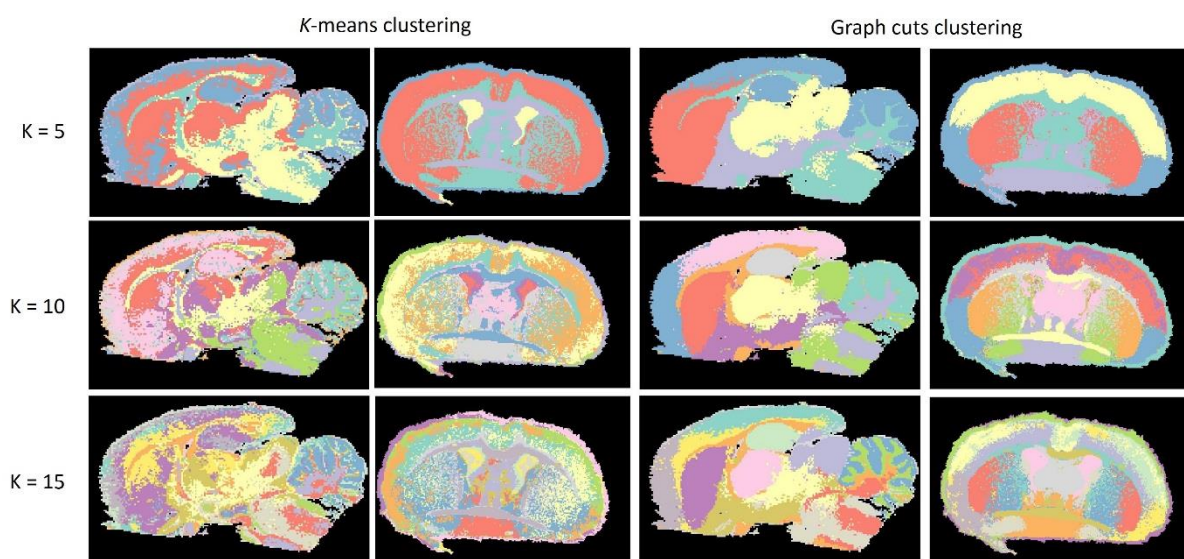 K-means clustering
Graph cuts clustering
K = 5
K = 10
K = 15